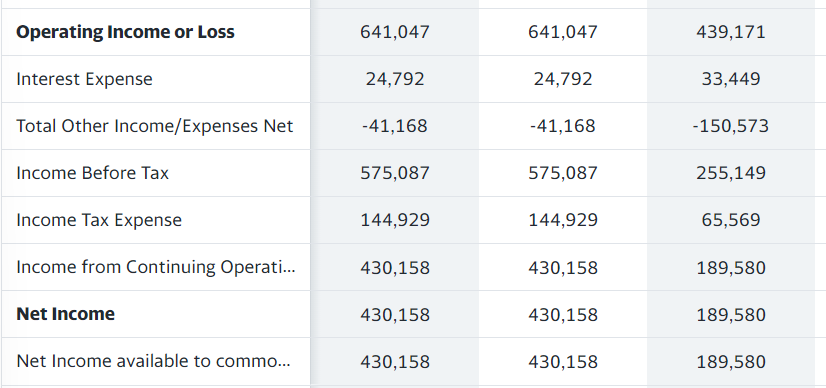 Operating Income or Loss 641,047 641,047 439,171
Interest Expense 24,792 24,792 33,449
Total Other Income/Expenses Net -41,168 -41,168 -150,573
Income Before Tax 575,087 575,087 255,149
Income Tax Expense 144,929 144,929 65,569
Income from Continuing Operati... 430,158 430,158 189,580
Net Income 430,158 430,158 189,580
Net Income available to commo... 430,158 430,158 189,580